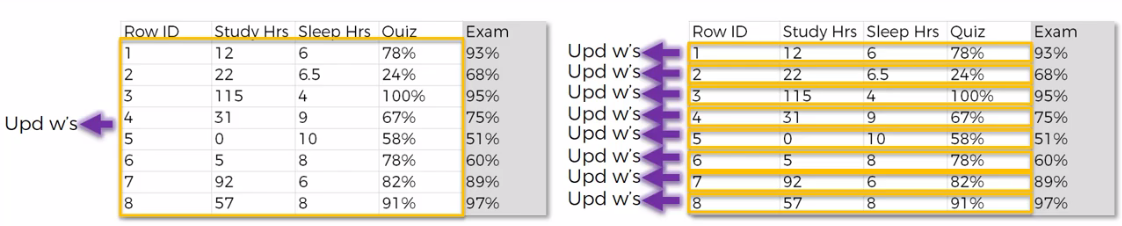 Row ID Study Hrs Sleep Hrs Quiz Exam
1 12 6 78% 93%
2 22 6.5 24% 68%
3 115 4 100% 95%
4 31 9 67% 75%
5 0 10 58% 51%
6 5 8 78% 60%
7 92 6 82% 89%
8 57 8 91% 97%
Upd w's
Row ID Study Hrs Sleep Hrs Quiz Exam
Upd w's 1 12 6 78% 93%
Upd w's 2 22 6.5 24% 68%
Upd w's 3 115 4 100% 95%
Upd w's 4 31 9 67% 75%
Upd w's 5 0 10 58% 51%
Upd w's 6 5 8 78% 60%
Upd w's 7 92 6 82% 89%
Upd w's 8 57 8 91% 97%